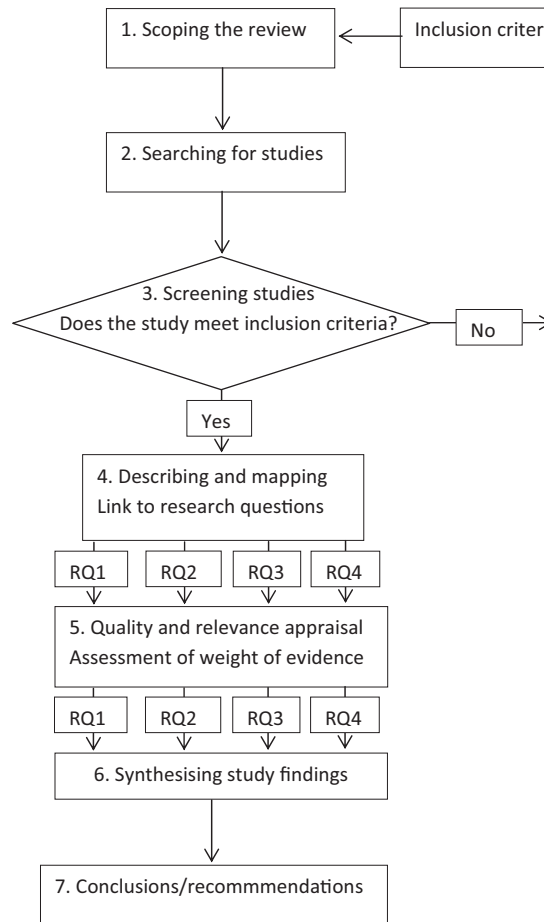 1. Scoping the review
Inclusion criter
2. Searching for studies
3. Screening studies
Does the study meet inclusion criteria?
No
Yes
4. Describing and mapping
Link to research questions
RQ1 RQ2 RQ3 RQ4
5. Quality and relevance appraisal
Assessment of weight of evidence
RQ1 RQ2 RQ3 RQ4
6. Synthesising study findings
7. Conclusions/recommmendations